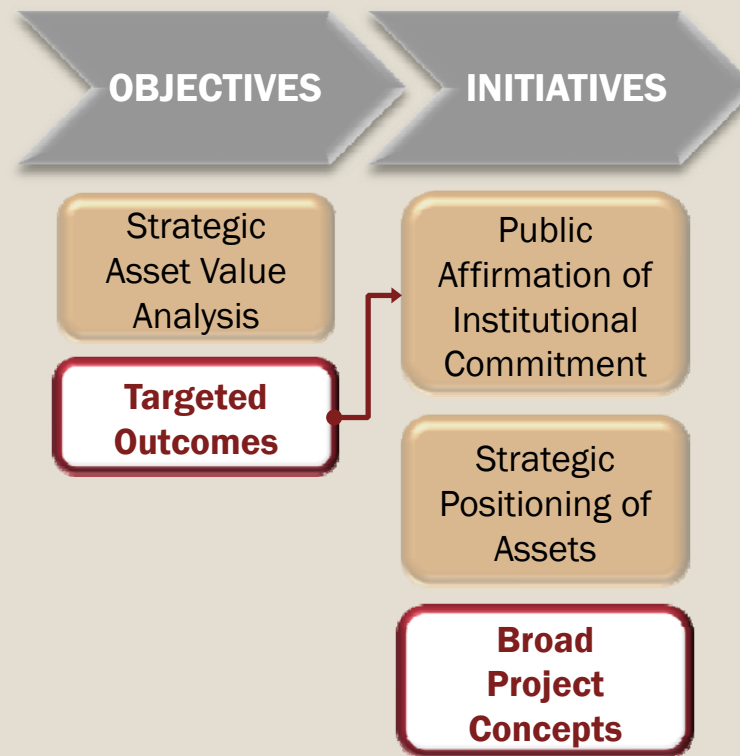 OBJECTIVES
INITIATIVES
Strategic
Asset Value
Analysis
Targeted
Outcomes
Public
Affirmation of
Institutional
Commitment
Strategic
Positioning of
Assets
Broad
Project
Concepts